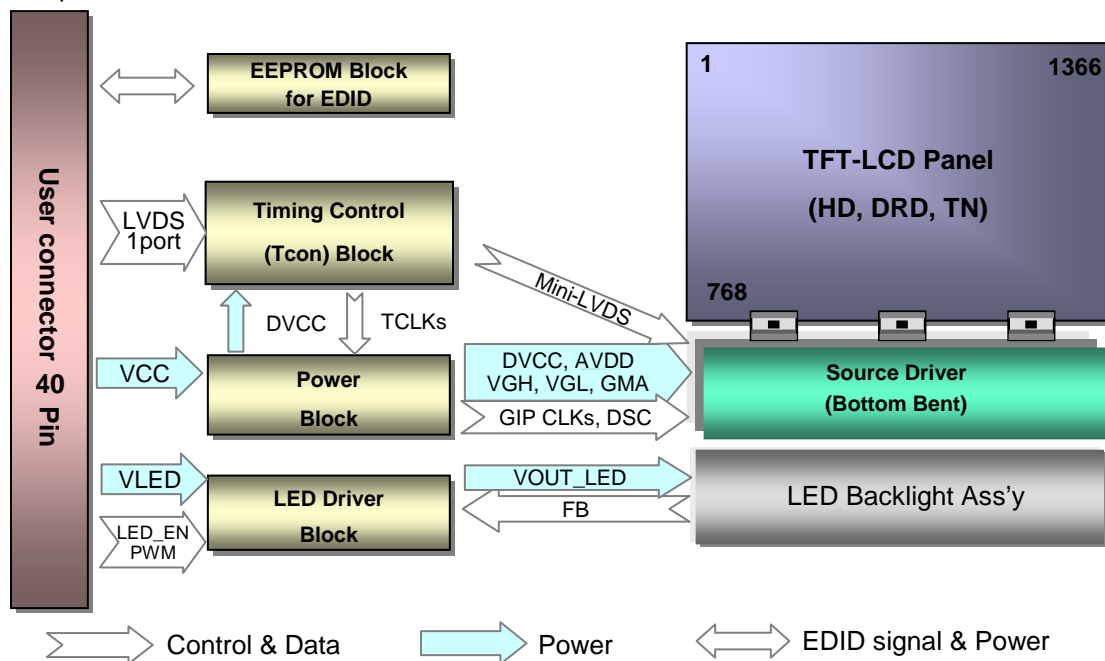 User connector 40 Pin
EEPROM Block
for EDID
LVDS
1port
Timing Control
(Tcon) Block
DVCC
TCLKs
Mini-LVDS
VCC
Power
Block
DVCC, AVDD
VGH, VGL, GMA
GIP CLKs, DSC
VLED
LED_EN
PWM
LED Driver
Block
VOUT_LED
FB
1
1366
TFT-LCD Panel
(HD, DRD, TN)
768
Source Driver
(Bottom Bent)
LED Backlight Ass'y
Control & Data
Power
EDID signal & Power